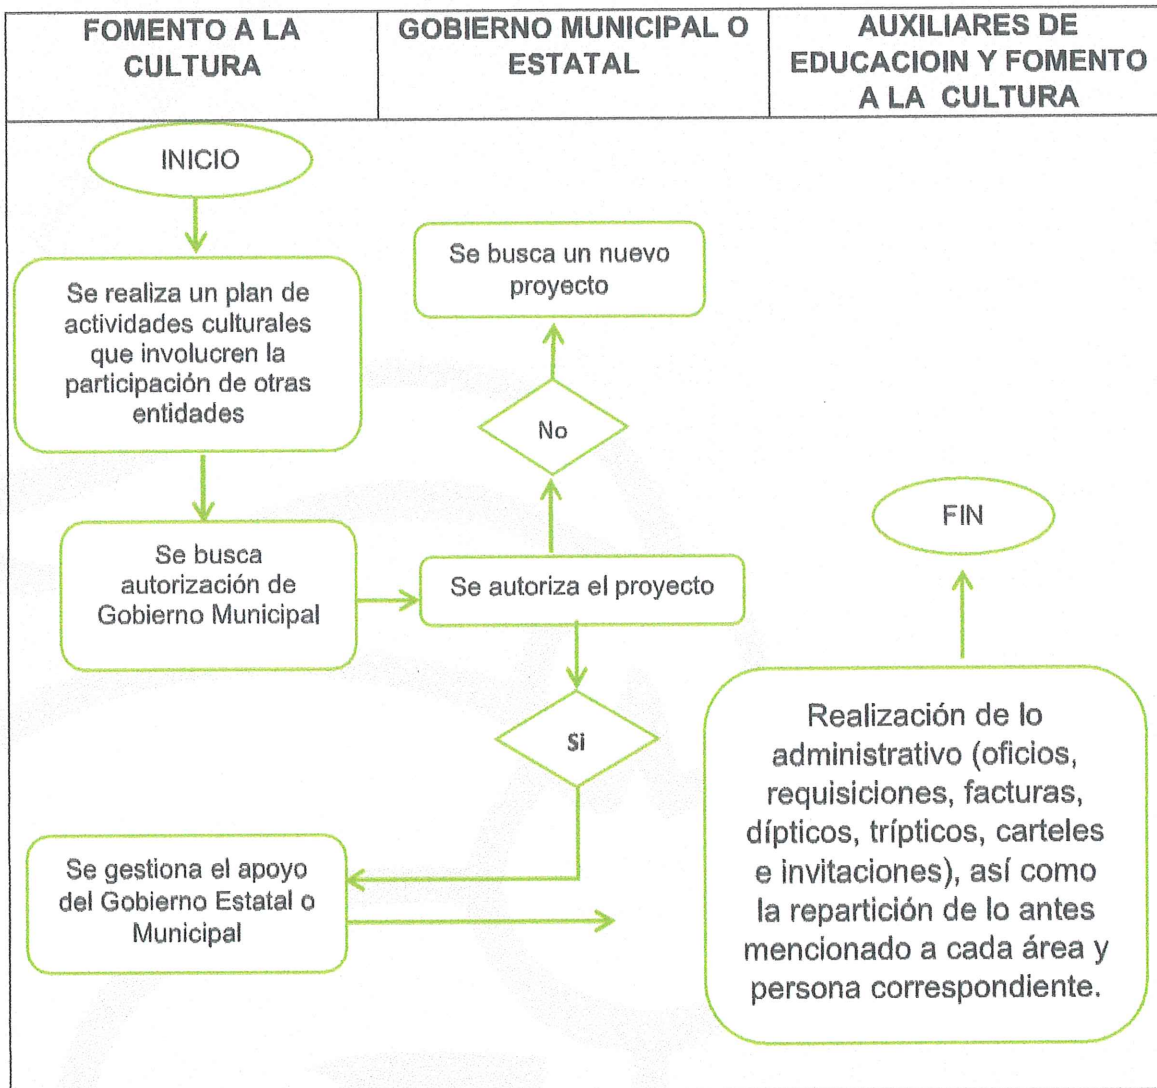 FOMENTO A LA
CULTURA
GOBIERNO MUNICIPAL O
ESTATAL
AUXILIARES DE
EDUCACIOIN Y FOMENTO
A LA CULTURA
INICIO
Se realiza un plan de
actividades culturales
que involucren la
participación de otras
entidades
Se busca un nuevo
proyecto
No
Se busca
autorización de
Gobierno Municipal
Se autoriza el proyecto
FIN
Si
Se gestiona el apoyo
del Gobierno Estatal o
Municipal
Realización de lo
administrativo (oficios,
requisiciones, facturas,
dípticos, trípticos, carteles
e invitaciones), así como
la repartición de lo antes
mencionado a cada área y
persona correspondiente.